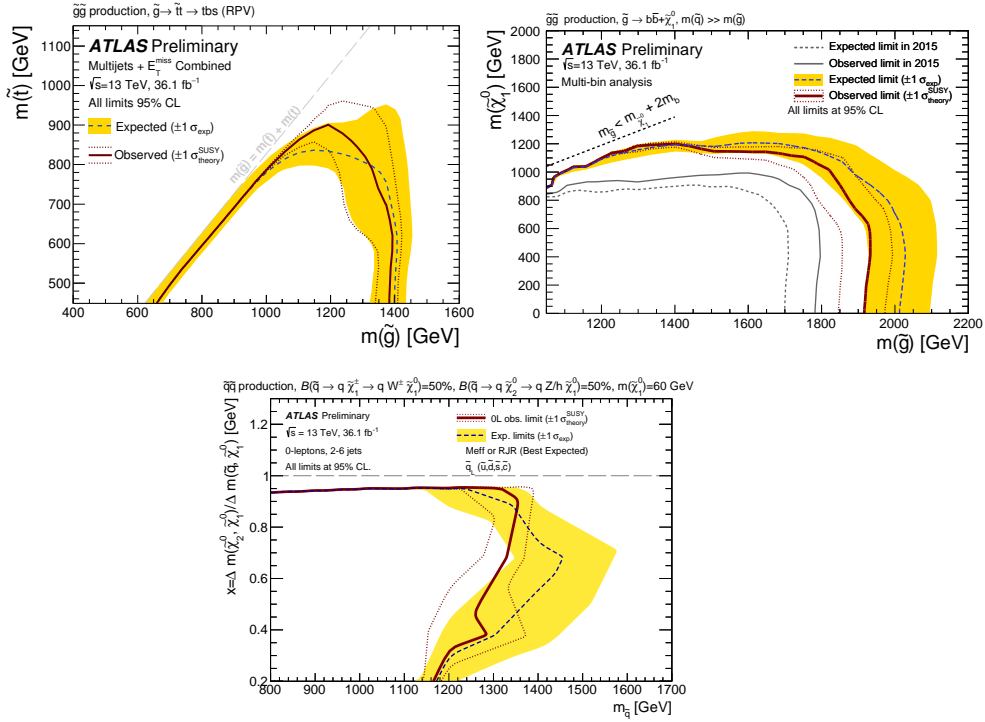 g̃g̃ production, g̃→ t̃t → tbs (RPV)
m(t̃) [GeV]
ATLAS Preliminary
Multijets + E_T^miss Combined
√s=13 TeV, 36.1 fb⁻¹
All limits 95% CL
Expected (±1 σ_exp)
Observed (±1 σ_theory^SUSY)
m(g̃) = m(t̃) + m(t)
1100
1000
900
800
700
600
500
400 600 800 1000 1200 1400 1600
m(g̃) [GeV]
g̃g̃ production, g̃ → bb̄+χ̃₁⁰, m(q̃) >> m(g̃)
m(χ̃₁⁰) [GeV]
ATLAS Preliminary
√s=13 TeV, 36.1 fb⁻¹
Multi-bin analysis
Expected limit in 2015
Observed limit in 2015
Expected limit (±1 σ_exp)
Observed limit (±1 σ_theory^SUSY)
All limits at 95% CL
m_g̃ < m_χ̃₁⁰ + 2m_b
2000
1800
1600
1400
1200
1000
800
600
400
200
0
1200 1400 1600 1800 2000 2200
m(g̃) [GeV]
q̃q̃ production, B(q̃ → q χ̃₁± → q W± χ̃₁⁰)=50%, B(q̃ → q χ̃₂⁰ → q Z/h χ̃₁⁰)=50%, m(χ̃₁⁰)=60 GeV
x=Δ m(χ̃₂⁰, χ̃₁⁰)/Δ m(q̃, χ̃₁⁰) [GeV]
ATLAS Preliminary
√s = 13 TeV, 36.1 fb⁻¹
0-leptons, 2-6 jets
All limits at 95% CL.
0L obs. limit (±1 σ_theory^SUSY)
Exp. limits (±1 σ_exp)
Meff or RJR (Best Expected)
q̃_L (ũ,d̃,s̃,c̃)
1.2
1
0.8
0.6
0.4
0.2
800 900 1000 1100 1200 1300 1400 1500 1600 1700
m_q̃ [GeV]